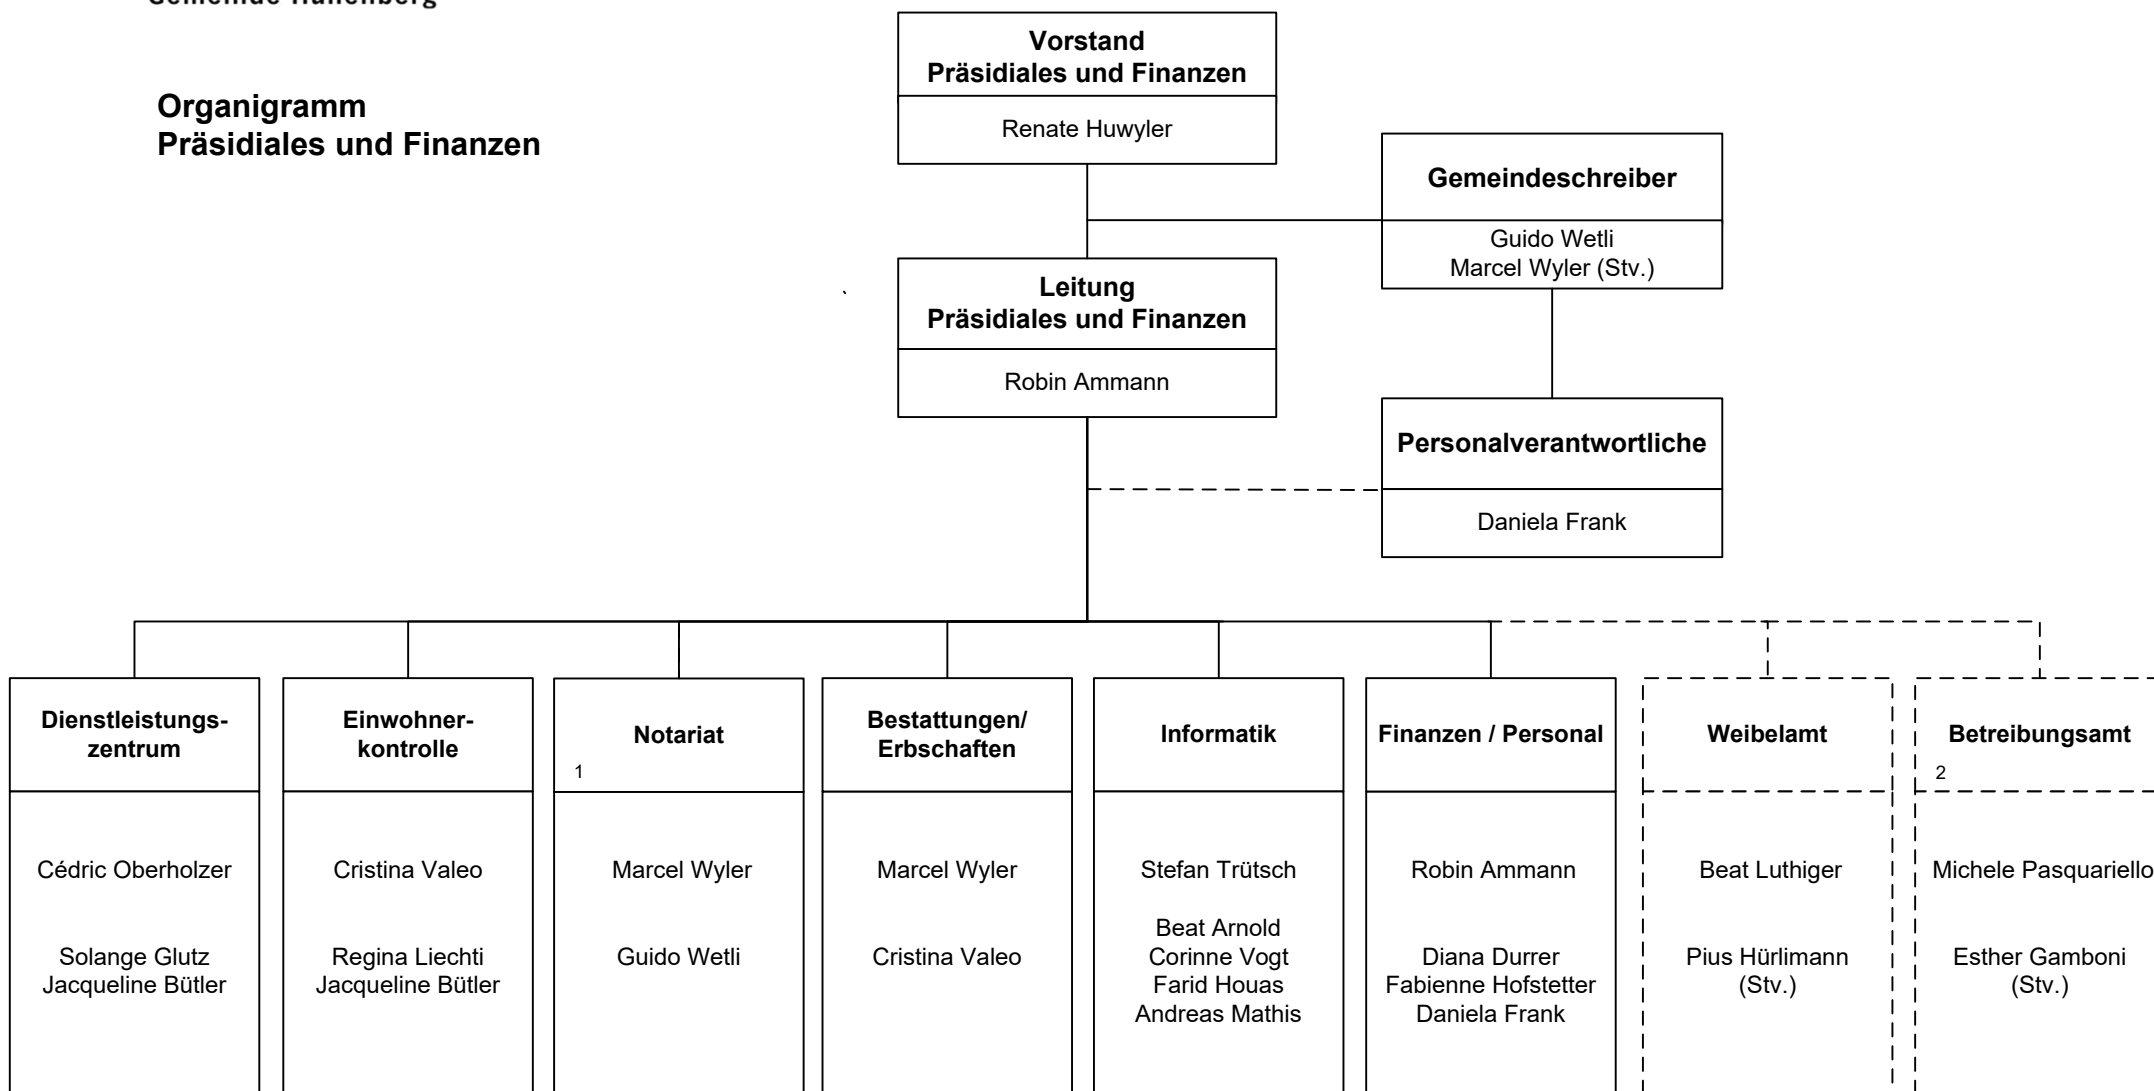 Organigramm
Präsidiales und Finanzen
Vorstand
Präsidiales und Finanzen
Renate Huwyler
Gemeindeschreiber
Guido Wetli
Marcel Wyler (Stv.)
Leitung
Präsidiales und Finanzen
Robin Ammann
Personalverantwortliche
Daniela Frank
Dienstleistungs-
zentrum
Cédric Oberholzer
Solange Glutz
Jacqueline Bütler
Einwohner-
kontrolle
Cristina Valeo
Regina Liechti
Jacqueline Bütler
Notariat
1
Marcel Wyler
Guido Wetli
Bestattungen/
Erbschaften
Marcel Wyler
Cristina Valeo
Informatik
Stefan Trütsch
Beat Arnold
Corinne Vogt
Farid Houas
Andreas Mathis
Finanzen / Personal
Robin Ammann
Diana Durrer
Fabienne Hofstetter
Daniela Frank
Weibelamt
Beat Luthiger
Pius Hürlimann
(Stv.)
Betreibungsamt
2
Michele Pasquariello
Esther Gamboni
(Stv.)